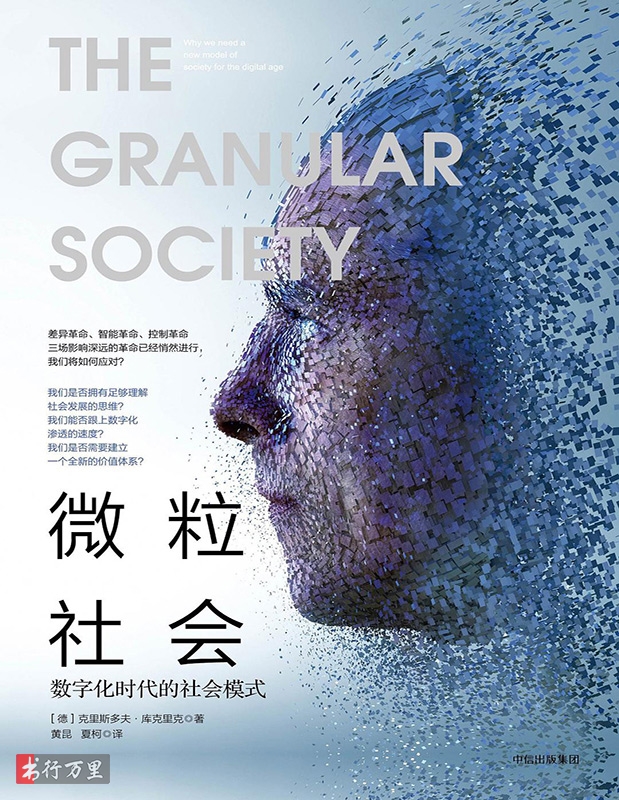 THE
GRANULAR
SOCIETY
Why we need a
new model of
society for the digital age
差异革命、智能革命、控制革命
三场影响深远的革命已经悄然进行，
我们将如何应对？
我们是否拥有足够理解
社会发展的思维？
我们能否跟上数字化
渗透的速度？
我们是否需要建立
一个全新的价值体系？
微粒
社会
数字化时代的社会模式
［德］克里斯多夫·库克里克◎著
黄昆 夏柯◎译
书行万里
中信出版集团